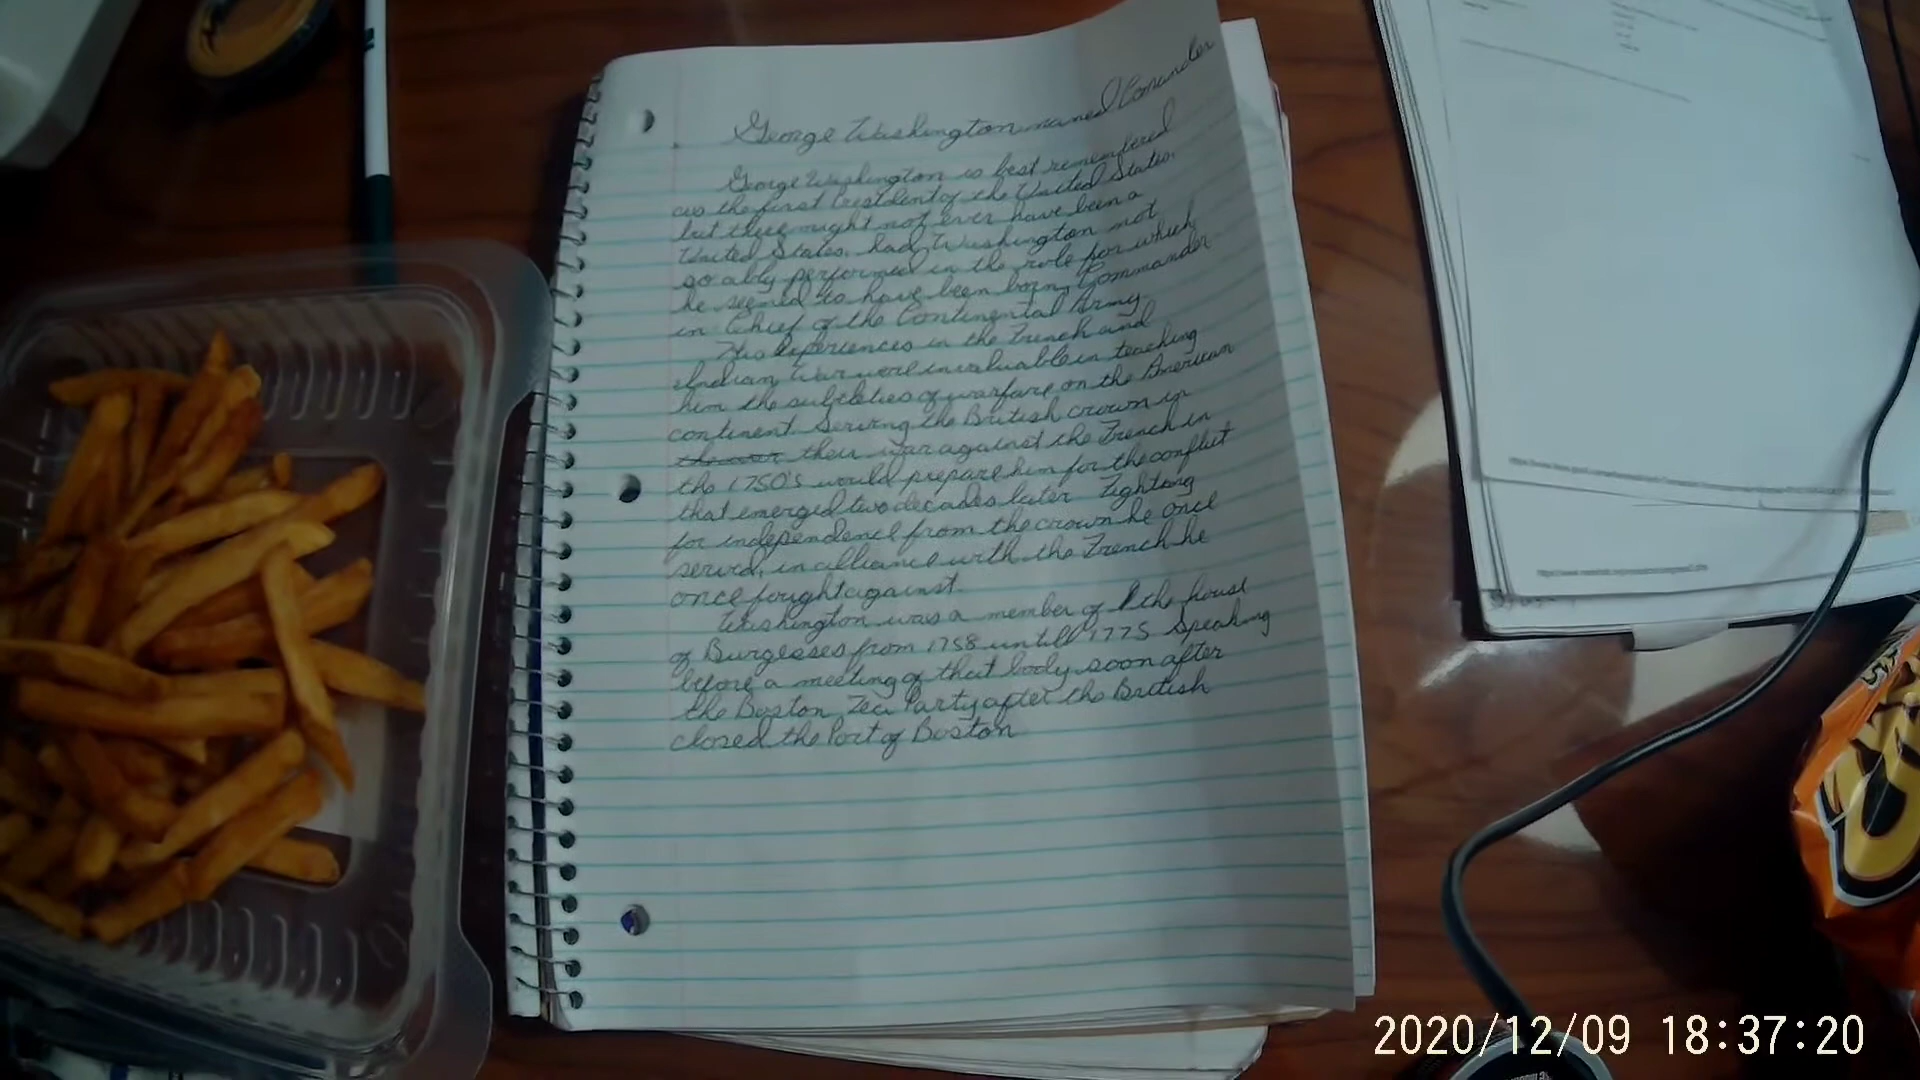 George Washington named Comander
George Washington is best remembered
as the first President of the United States.
but there might not ever have been a
United States. had Washington not
so ably performed in the role for which
he seemed to have been born, Commander
in Chief of the Continental Army
His experiences in the French and
Indian War were invaluable in teaching
him the subtleties of warfare on the American
continent. Serving the British crown in
the war their war against the French in
the 1750's would prepare him for the conflict
that emerged two decades later Fighting
for independence from the crown he once
served, in alliance with the French he
once fought against.
Washington was a member of the house
of Burgesses from 1758 until 1775 Speaking
before a meeting of that body soon after
the Boston Tea Party after the British
closed the Port of Boston
2020/12/09 18:37:20